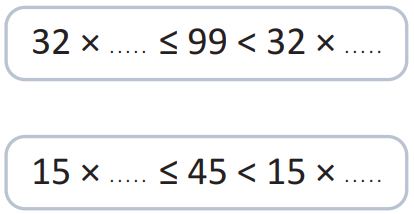 32 × ..... ≤ 99 < 32 × .....
15 × ..... ≤ 45 < 15 × .....